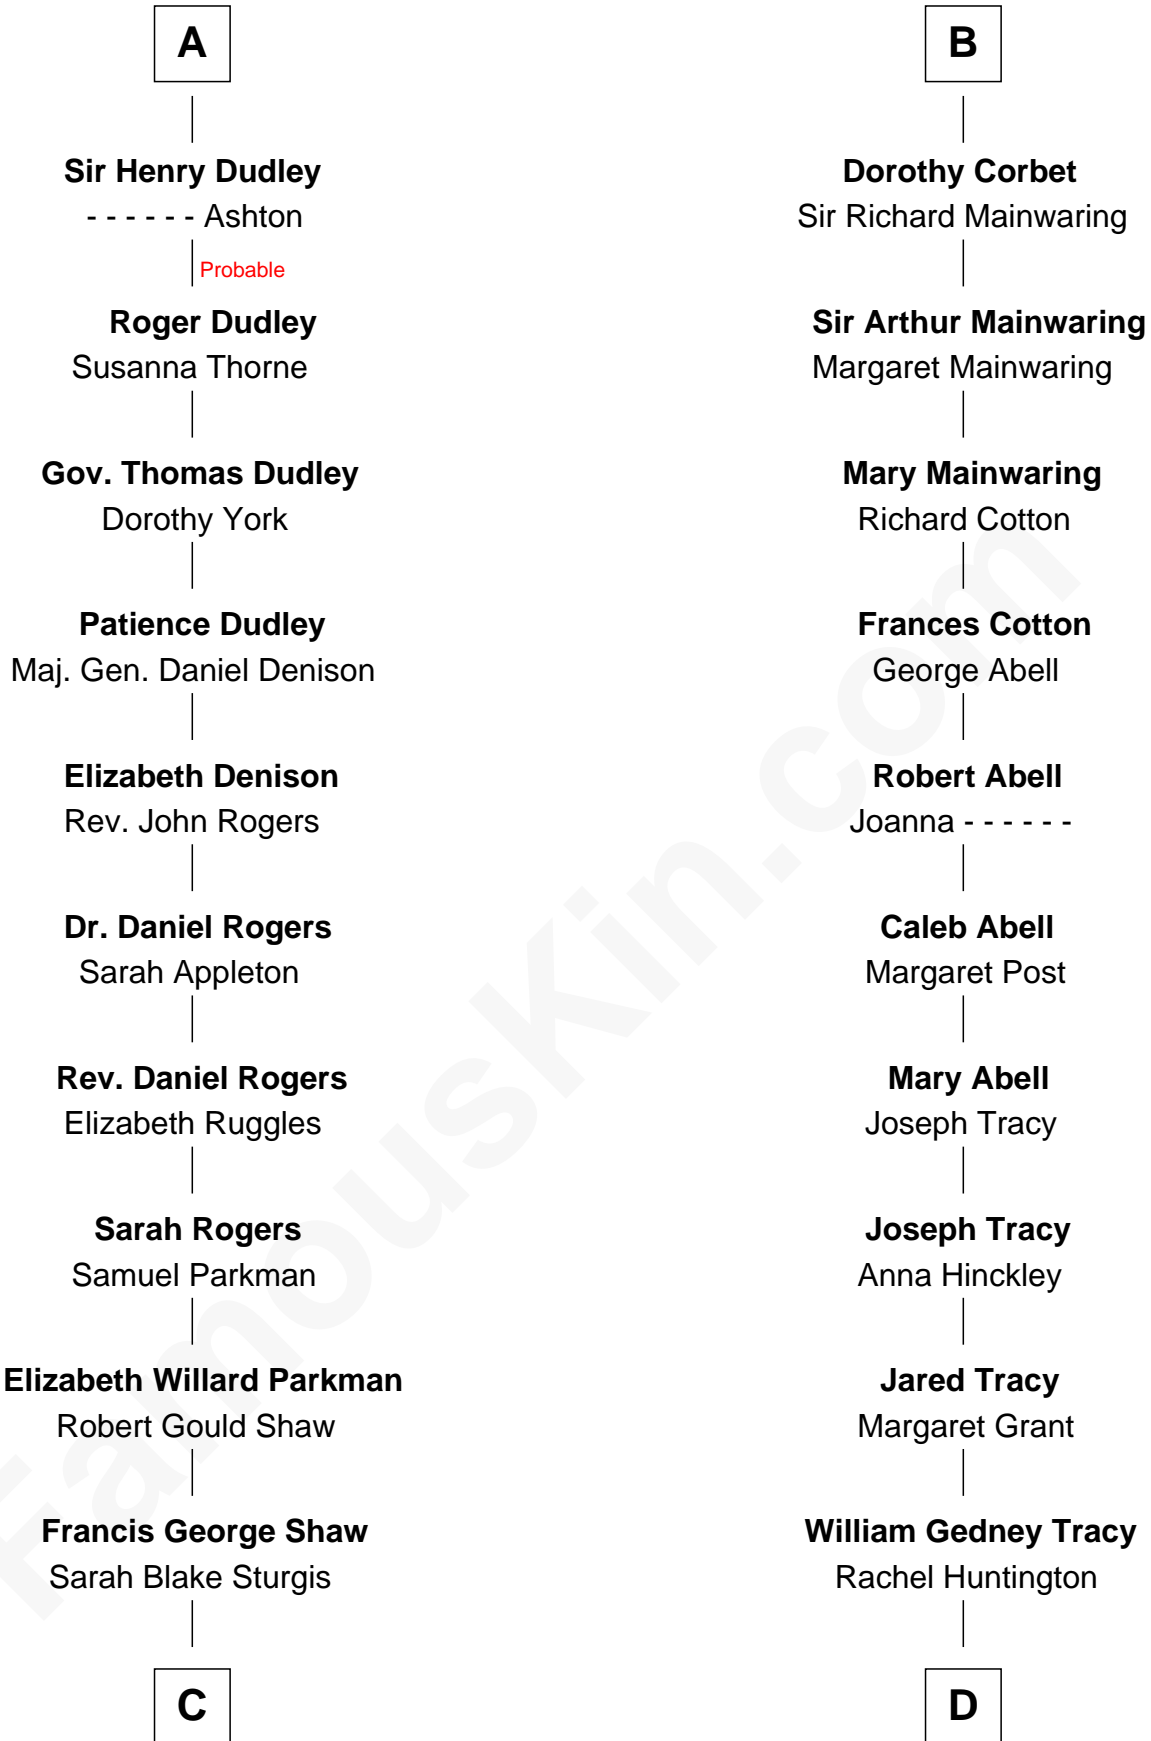 A
Sir Henry Dudley
- - - - - - Ashton
Probable
Roger Dudley
Susanna Thorne
Gov. Thomas Dudley
Dorothy York
Patience Dudley
Maj. Gen. Daniel Denison
Elizabeth Denison
Rev. John Rogers
Dr. Daniel Rogers
Sarah Appleton
Rev. Daniel Rogers
Elizabeth Ruggles
Sarah Rogers
Samuel Parkman
Elizabeth Willard Parkman
Robert Gould Shaw
Francis George Shaw
Sarah Blake Sturgis
C
B
Dorothy Corbet
Sir Richard Mainwaring
Sir Arthur Mainwaring
Margaret Mainwaring
Mary Mainwaring
Richard Cotton
Frances Cotton
George Abell
Robert Abell
Joanna - - - - - -
Caleb Abell
Margaret Post
Mary Abell
Joseph Tracy
Joseph Tracy
Anna Hinckley
Jared Tracy
Margaret Grant
William Gedney Tracy
Rachel Huntington
D
FamousKin.com